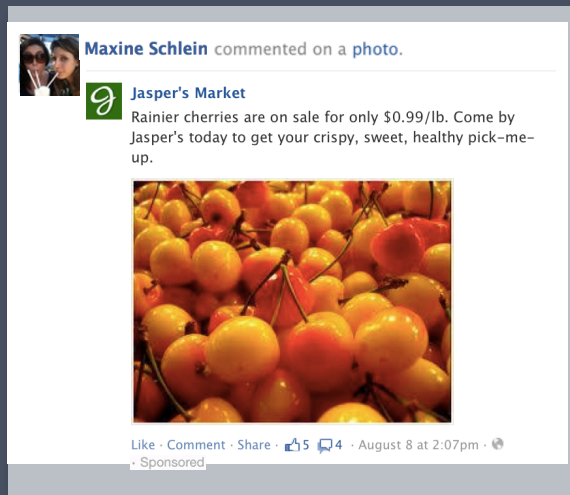 Maxine Schlein commented on a photo.
Jasper's Market
Rainier cherries are on sale for only $0.99/lb. Come by
Jasper's today to get your crispy, sweet, healthy pick-me-
up.
Like · Comment · Share · 5 4 · August 8 at 2:07pm ·
· Sponsored